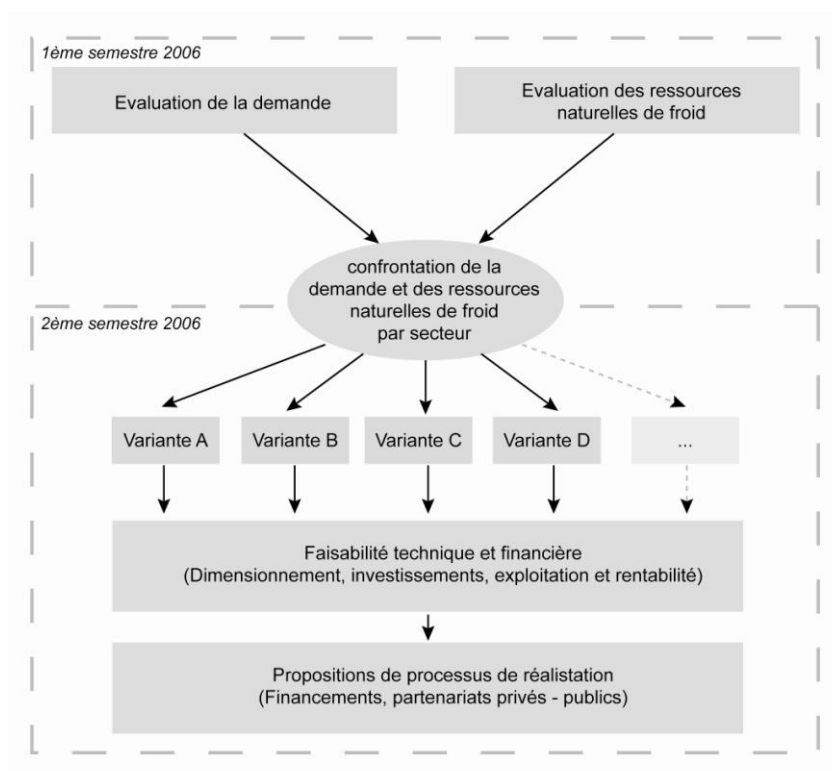 1ème semestre 2006
Evaluation de la demande
Evaluation des ressources
naturelles de froid
confrontation de la
demande et des ressources
naturelles de froid
par secteur
2ème semestre 2006
Variante A
Variante B
Variante C
Variante D
...
Faisabilité technique et financière
(Dimensionnement, investissements, exploitation et rentabilité)
Propositions de processus de réalistation
(Financements, partenariats privés - publics)